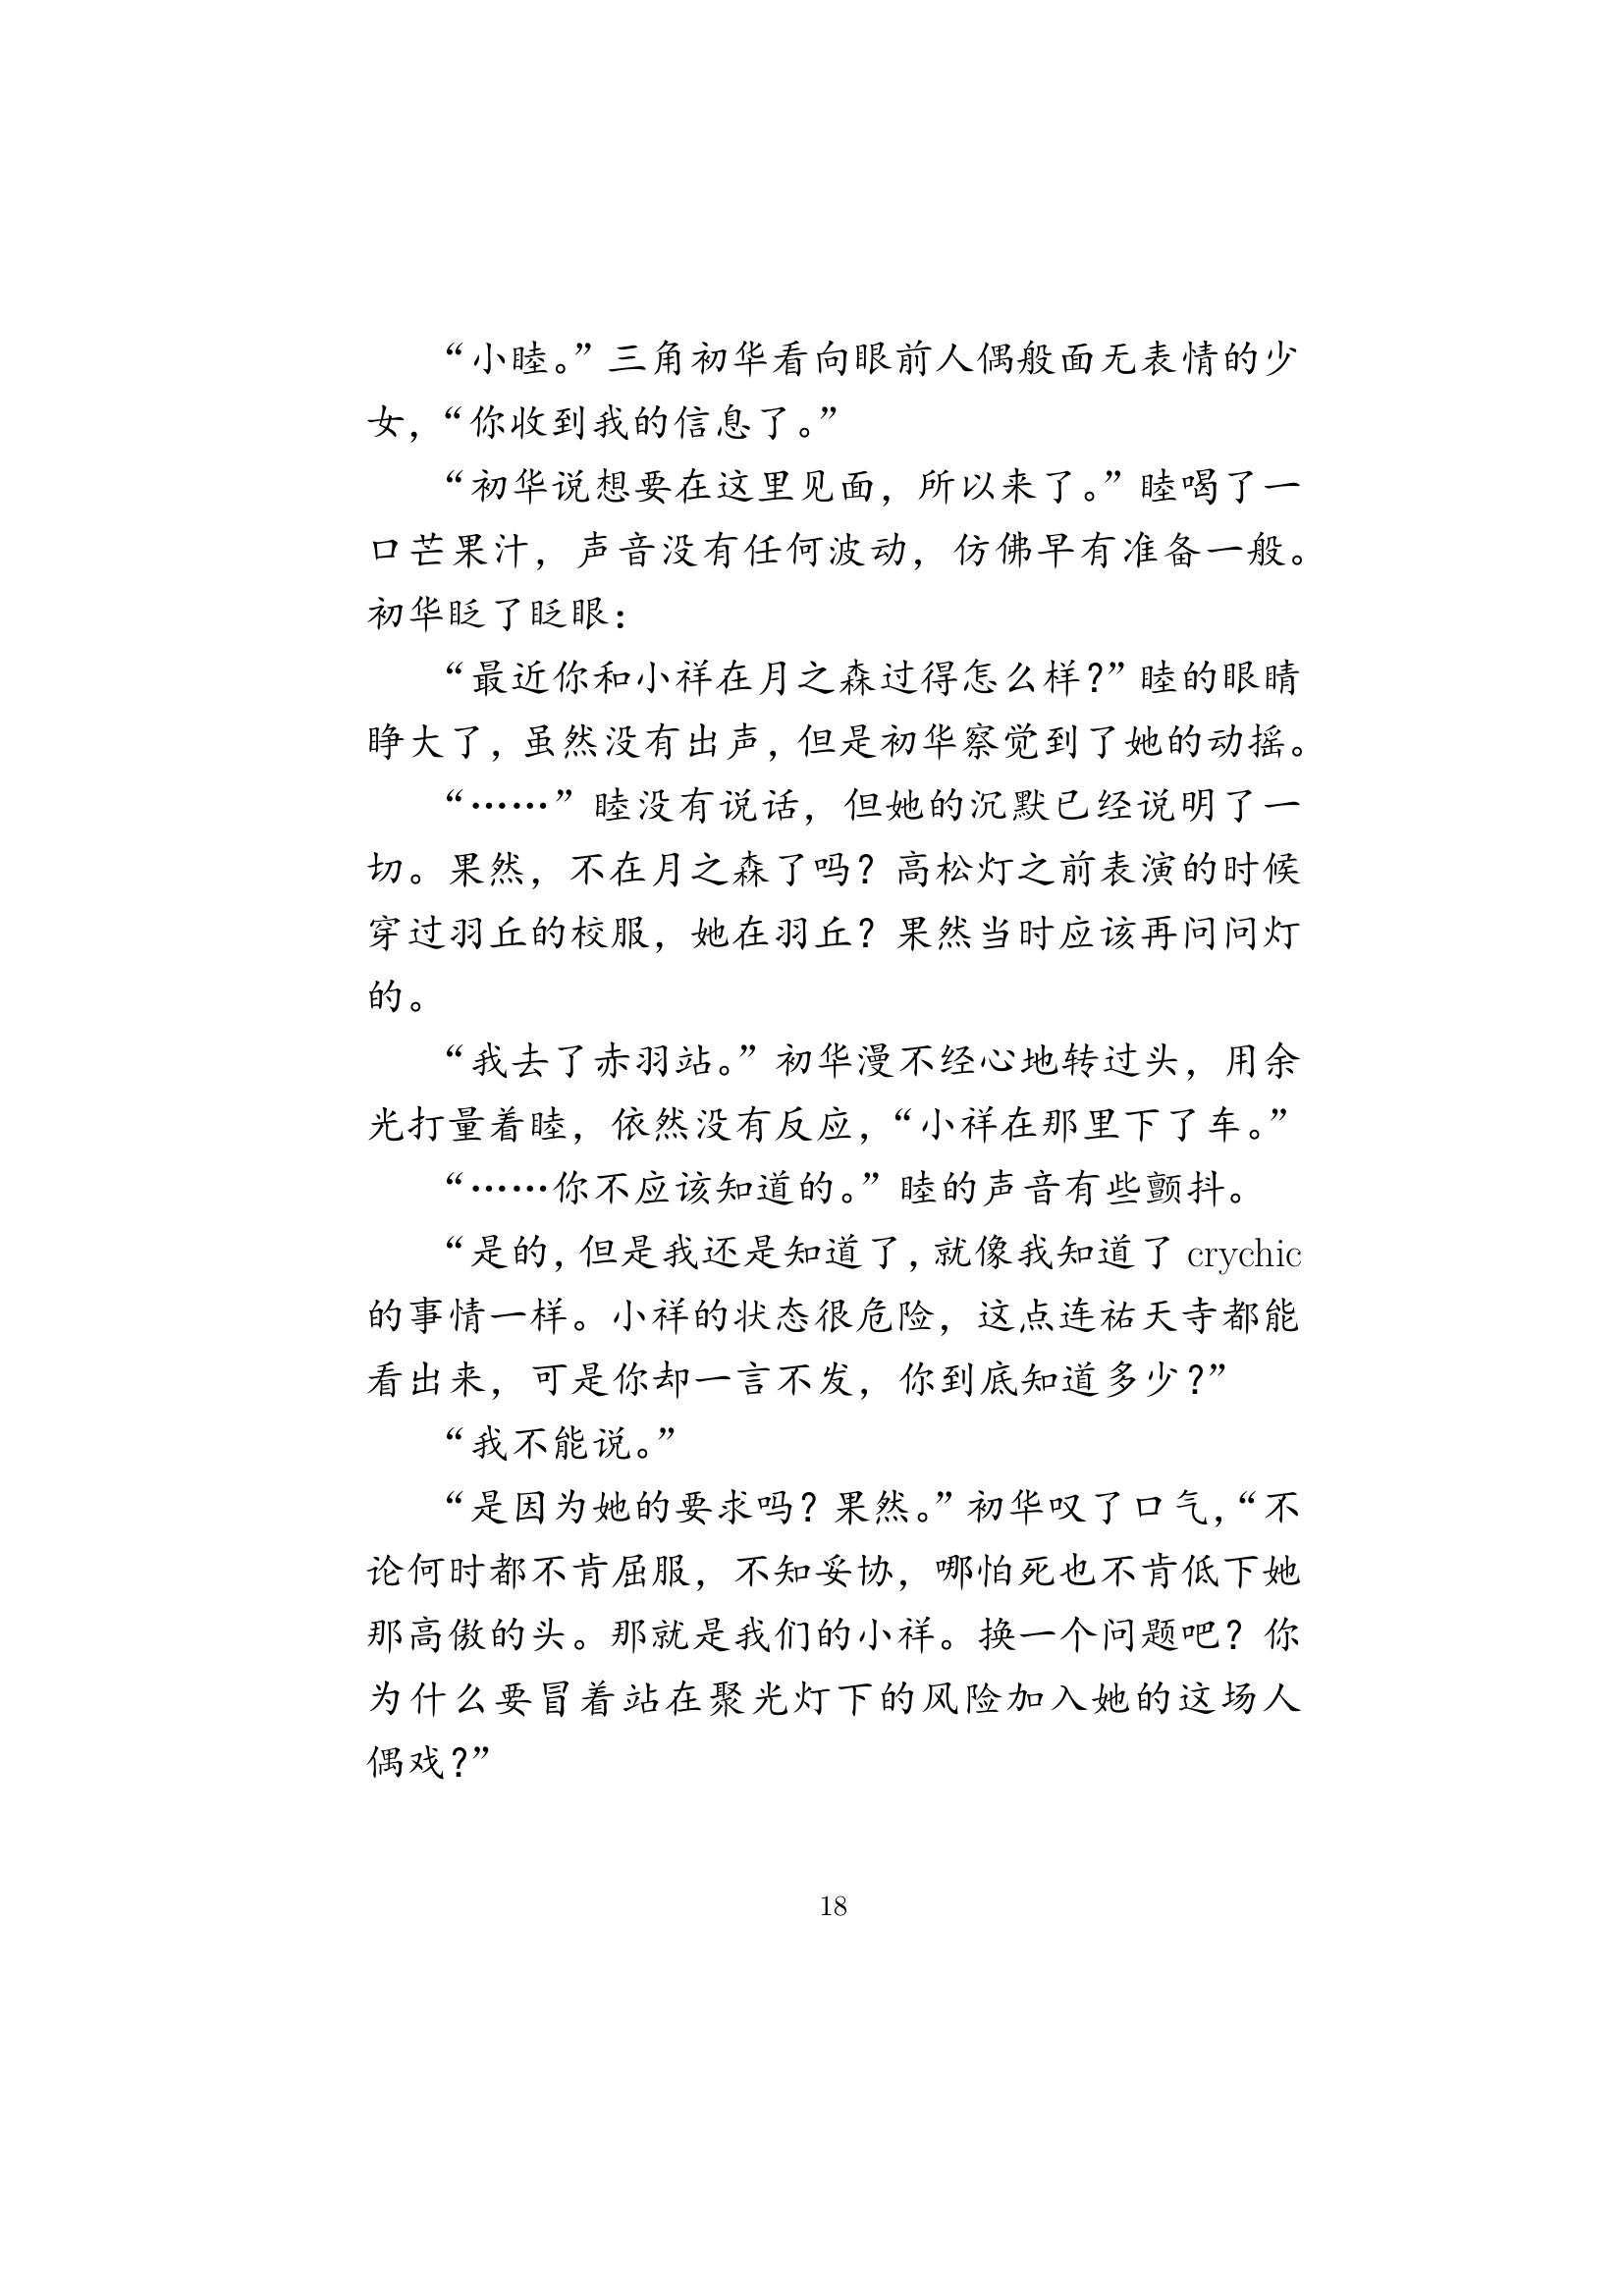 “小睦。”三角初华看向眼前人偶般面无表情的少
女，“你收到我的信息了。”
“初华说想要在这里见面，所以来了。”睦喝了一
口芒果汁，声音没有任何波动，仿佛早有准备一般。
初华眨了眨眼：
“最近你和小祥在月之森过得怎么样？”睦的眼睛
睁大了，虽然没有出声，但是初华察觉到了她的动摇。
“……”睦没有说话，但她的沉默已经说明了一
切。果然，不在月之森了吗？高松灯之前表演的时候
穿过羽丘的校服，她在羽丘？果然当时应该再问问灯
的。
“我去了赤羽站。”初华漫不经心地转过头，用余
光打量着睦，依然没有反应，“小祥在那里下了车。”
“……你不应该知道的。”睦的声音有些颤抖。
“是的，但是我还是知道了，就像我知道了 crychic
的事情一样。小祥的状态很危险，这点连祐天寺都能
看出来，可是你却一言不发，你到底知道多少？”
“我不能说。”
“是因为她的要求吗？果然。”初华叹了口气，“不
论何时都不肯屈服，不知妥协，哪怕死也不肯低下她
那高傲的头。那就是我们的小祥。换一个问题吧？你
为什么要冒着站在聚光灯下的风险加入她的这场人
偶戏？”
18